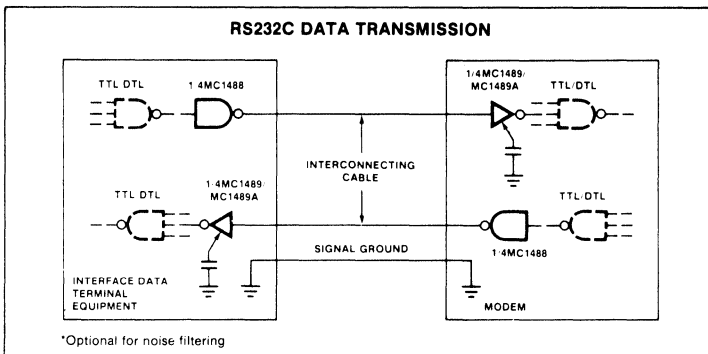 RS232C DATA TRANSMISSION
TTL DTL
1/4MC1488
1/4MC1489/
MC1489A
TTL/DTL
INTERCONNECTING
CABLE
TTL DTL
1/4MC1489/
MC1489A
TTL/DTL
1/4MC1488
SIGNAL GROUND
INTERFACE DATA
TERMINAL
EQUIPMENT
MODEM
*Optional for noise filtering